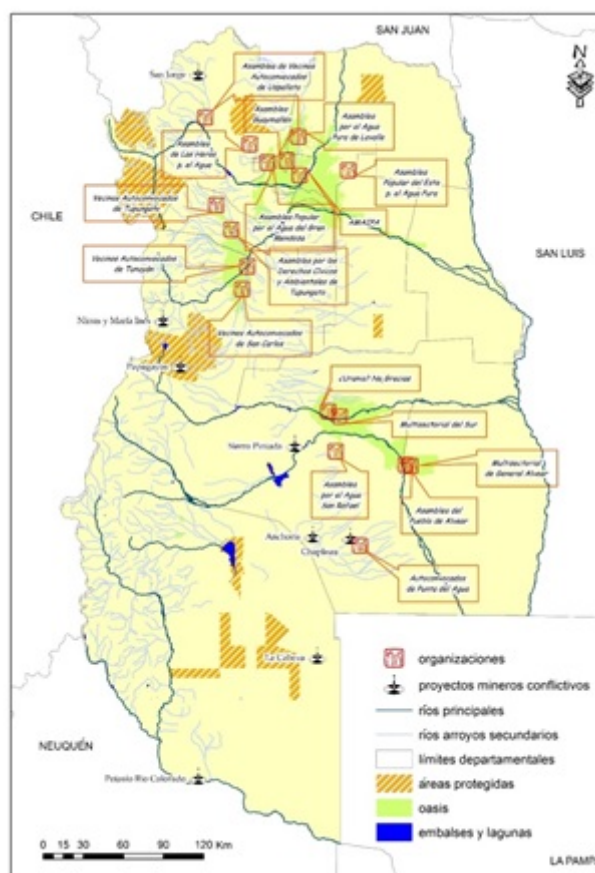 SAN JUAN
N
San Jorge
Asamblea de Vecinos
Autoconvocados de
Uspallata
Asamblea
Guaymallén
Asamblea
por el Agua
Pura de Lavalle
Asamblea
de Las Heras
p. el Agua
Asamblea
Popular del Este
p. el Agua Pura
Vecinos Autoconvocados
de Tupungato
Asamblea Popular
por el Agua del Gran
Mendoza
AMAIPA
CHILE
SAN LUIS
Vecinos Autoconvocados
de Tunuyán
Asamblea por los
Derechos Cívicos
y Ambientales de
Tupungato
Vecinos Autoconvocados
de San Carlos
Papagayos
¿Uranio? No, Gracias
Multisectorial del Sur
Sierra Pintada
Multisectorial
de General Alvear
Asamblea
por el Agua
San Rafael
Asamblea del
Pueblo de Alvear
Anchoris
Autoconvocados
de Punta del Agua
La Cabeza
NEUQUÉN
Potasio Río Colorado
organizaciones
proyectos mineros conflictivos
ríos principales
ríos arroyos secundarios
límites departamentales
áreas protegidas
oasis
embalses y lagunas
0 15 30 60 90 120 Km
LA PAMPA